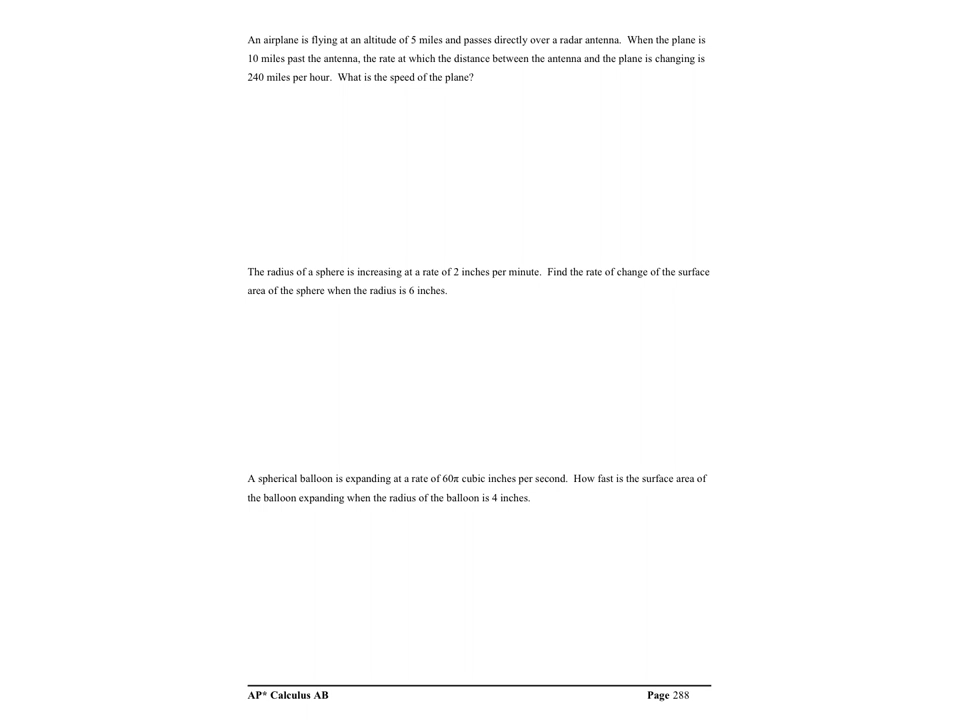 An airplane is flying at an altitude of 5 miles and passes directly over a radar antenna.  When the plane is
10 miles past the antenna, the rate at which the distance between the antenna and the plane is changing is
240 miles per hour.  What is the speed of the plane?
The radius of a sphere is increasing at a rate of 2 inches per minute.  Find the rate of change of the surface
area of the sphere when the radius is 6 inches.
A spherical balloon is expanding at a rate of 60π cubic inches per second.  How fast is the surface area of
the balloon expanding when the radius of the balloon is 4 inches.
AP* Calculus AB Page 288